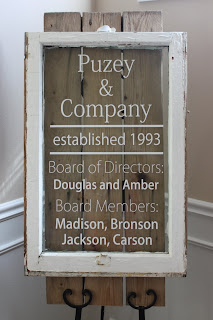 Puzey
&
Company
established 1993
Board of Directors:
Douglas and Amber
Board Members:
Madison, Bronson
Jackson, Carson